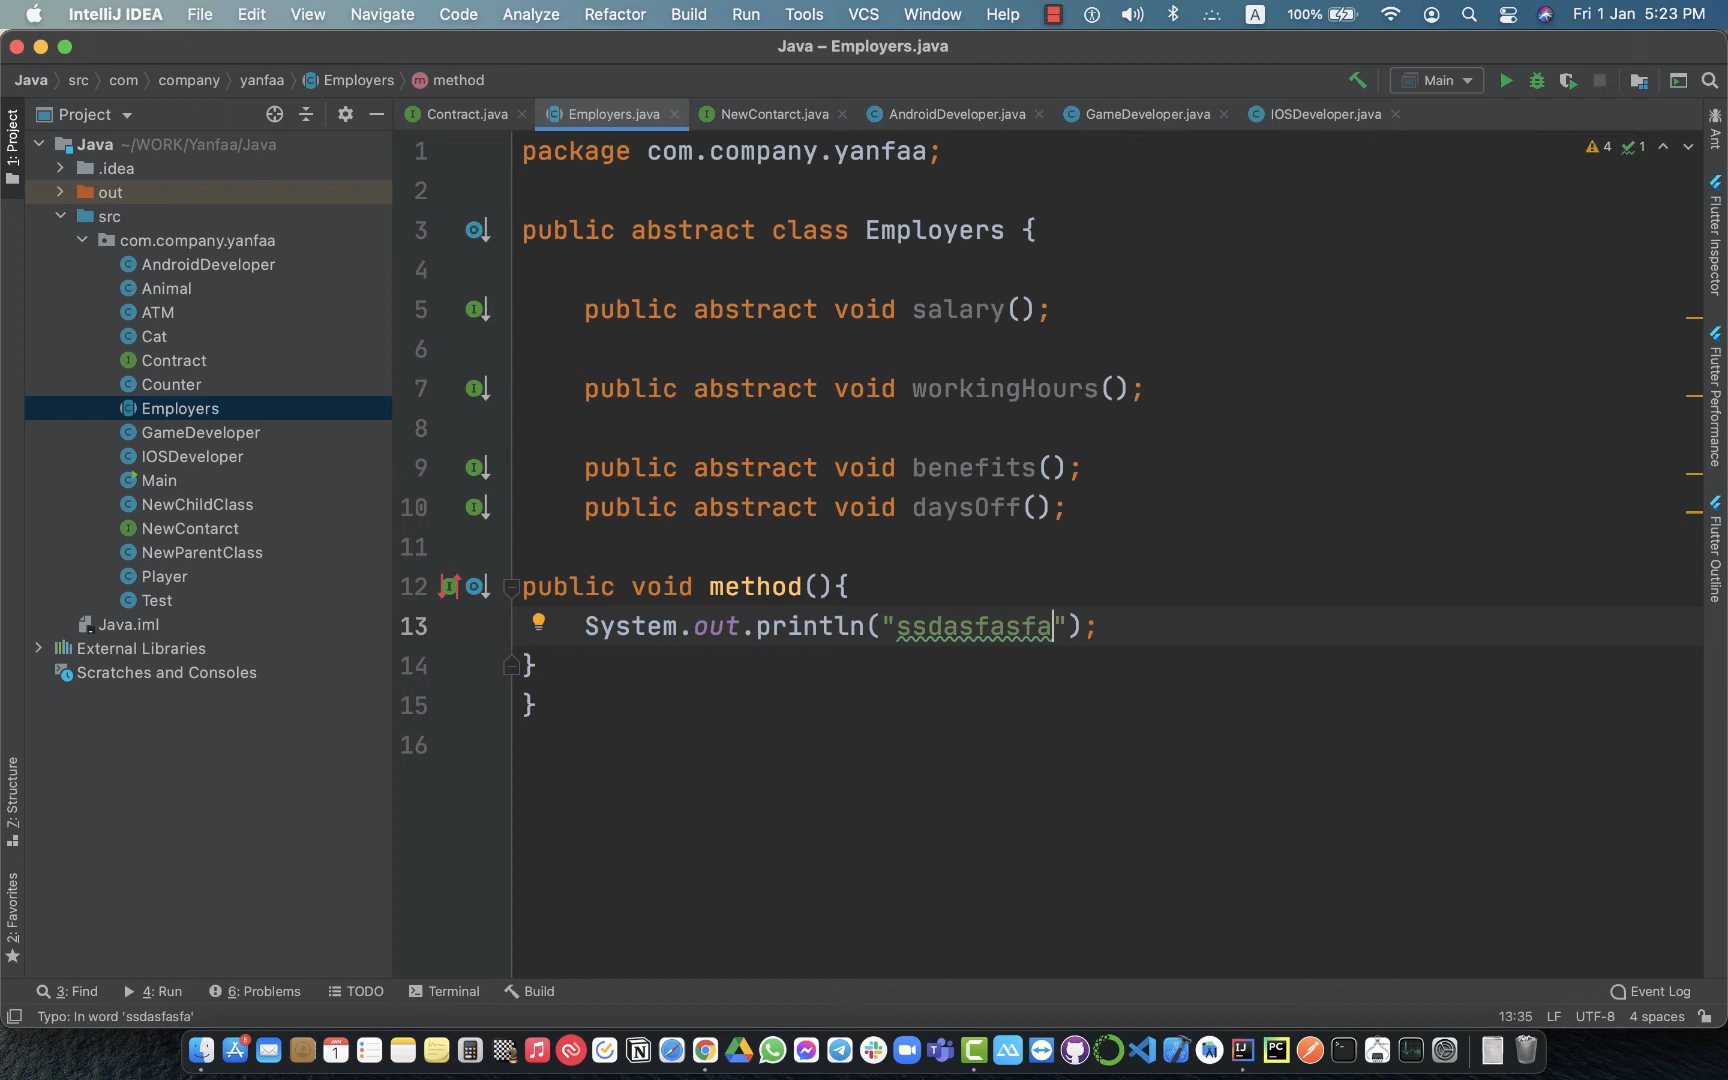 IntelliJ IDEA File Edit View Navigate Code Analyze Refactor Build Run Tools VCS Window Help A 100% Fri 1 Jan 5:23 PM
Java – Employers.java
Java src com company yanfaa Employers method Main
1: Project
Project
Contract.java Employers.java NewContarct.java AndroidDeveloper.java GameDeveloper.java IOSDeveloper.java
Java ~/WORK/Yanfaa/Java
.idea
out
src
com.company.yanfaa
AndroidDeveloper
Animal
ATM
Cat
Contract
Counter
Employers
GameDeveloper
IOSDeveloper
Main
NewChildClass
NewContarct
NewParentClass
Player
Test
Java.iml
External Libraries
Scratches and Consoles
4 1
1 package com.company.yanfaa;
2
3 public abstract class Employers {
4
5 public abstract void salary();
6
7 public abstract void workingHours();
8
9 public abstract void benefits();
10 public abstract void daysOff();
11
12 public void method(){
13 System.out.println("ssdasfasfa");
14 }
15 }
16
Ant
Flutter Inspector
Flutter Performance
Flutter Outline
Z: Structure
2: Favorites
3: Find 4: Run 6: Problems TODO Terminal Build Event Log
Typo: In word 'ssdasfasfa' 13:35 LF UTF-8 4 spaces